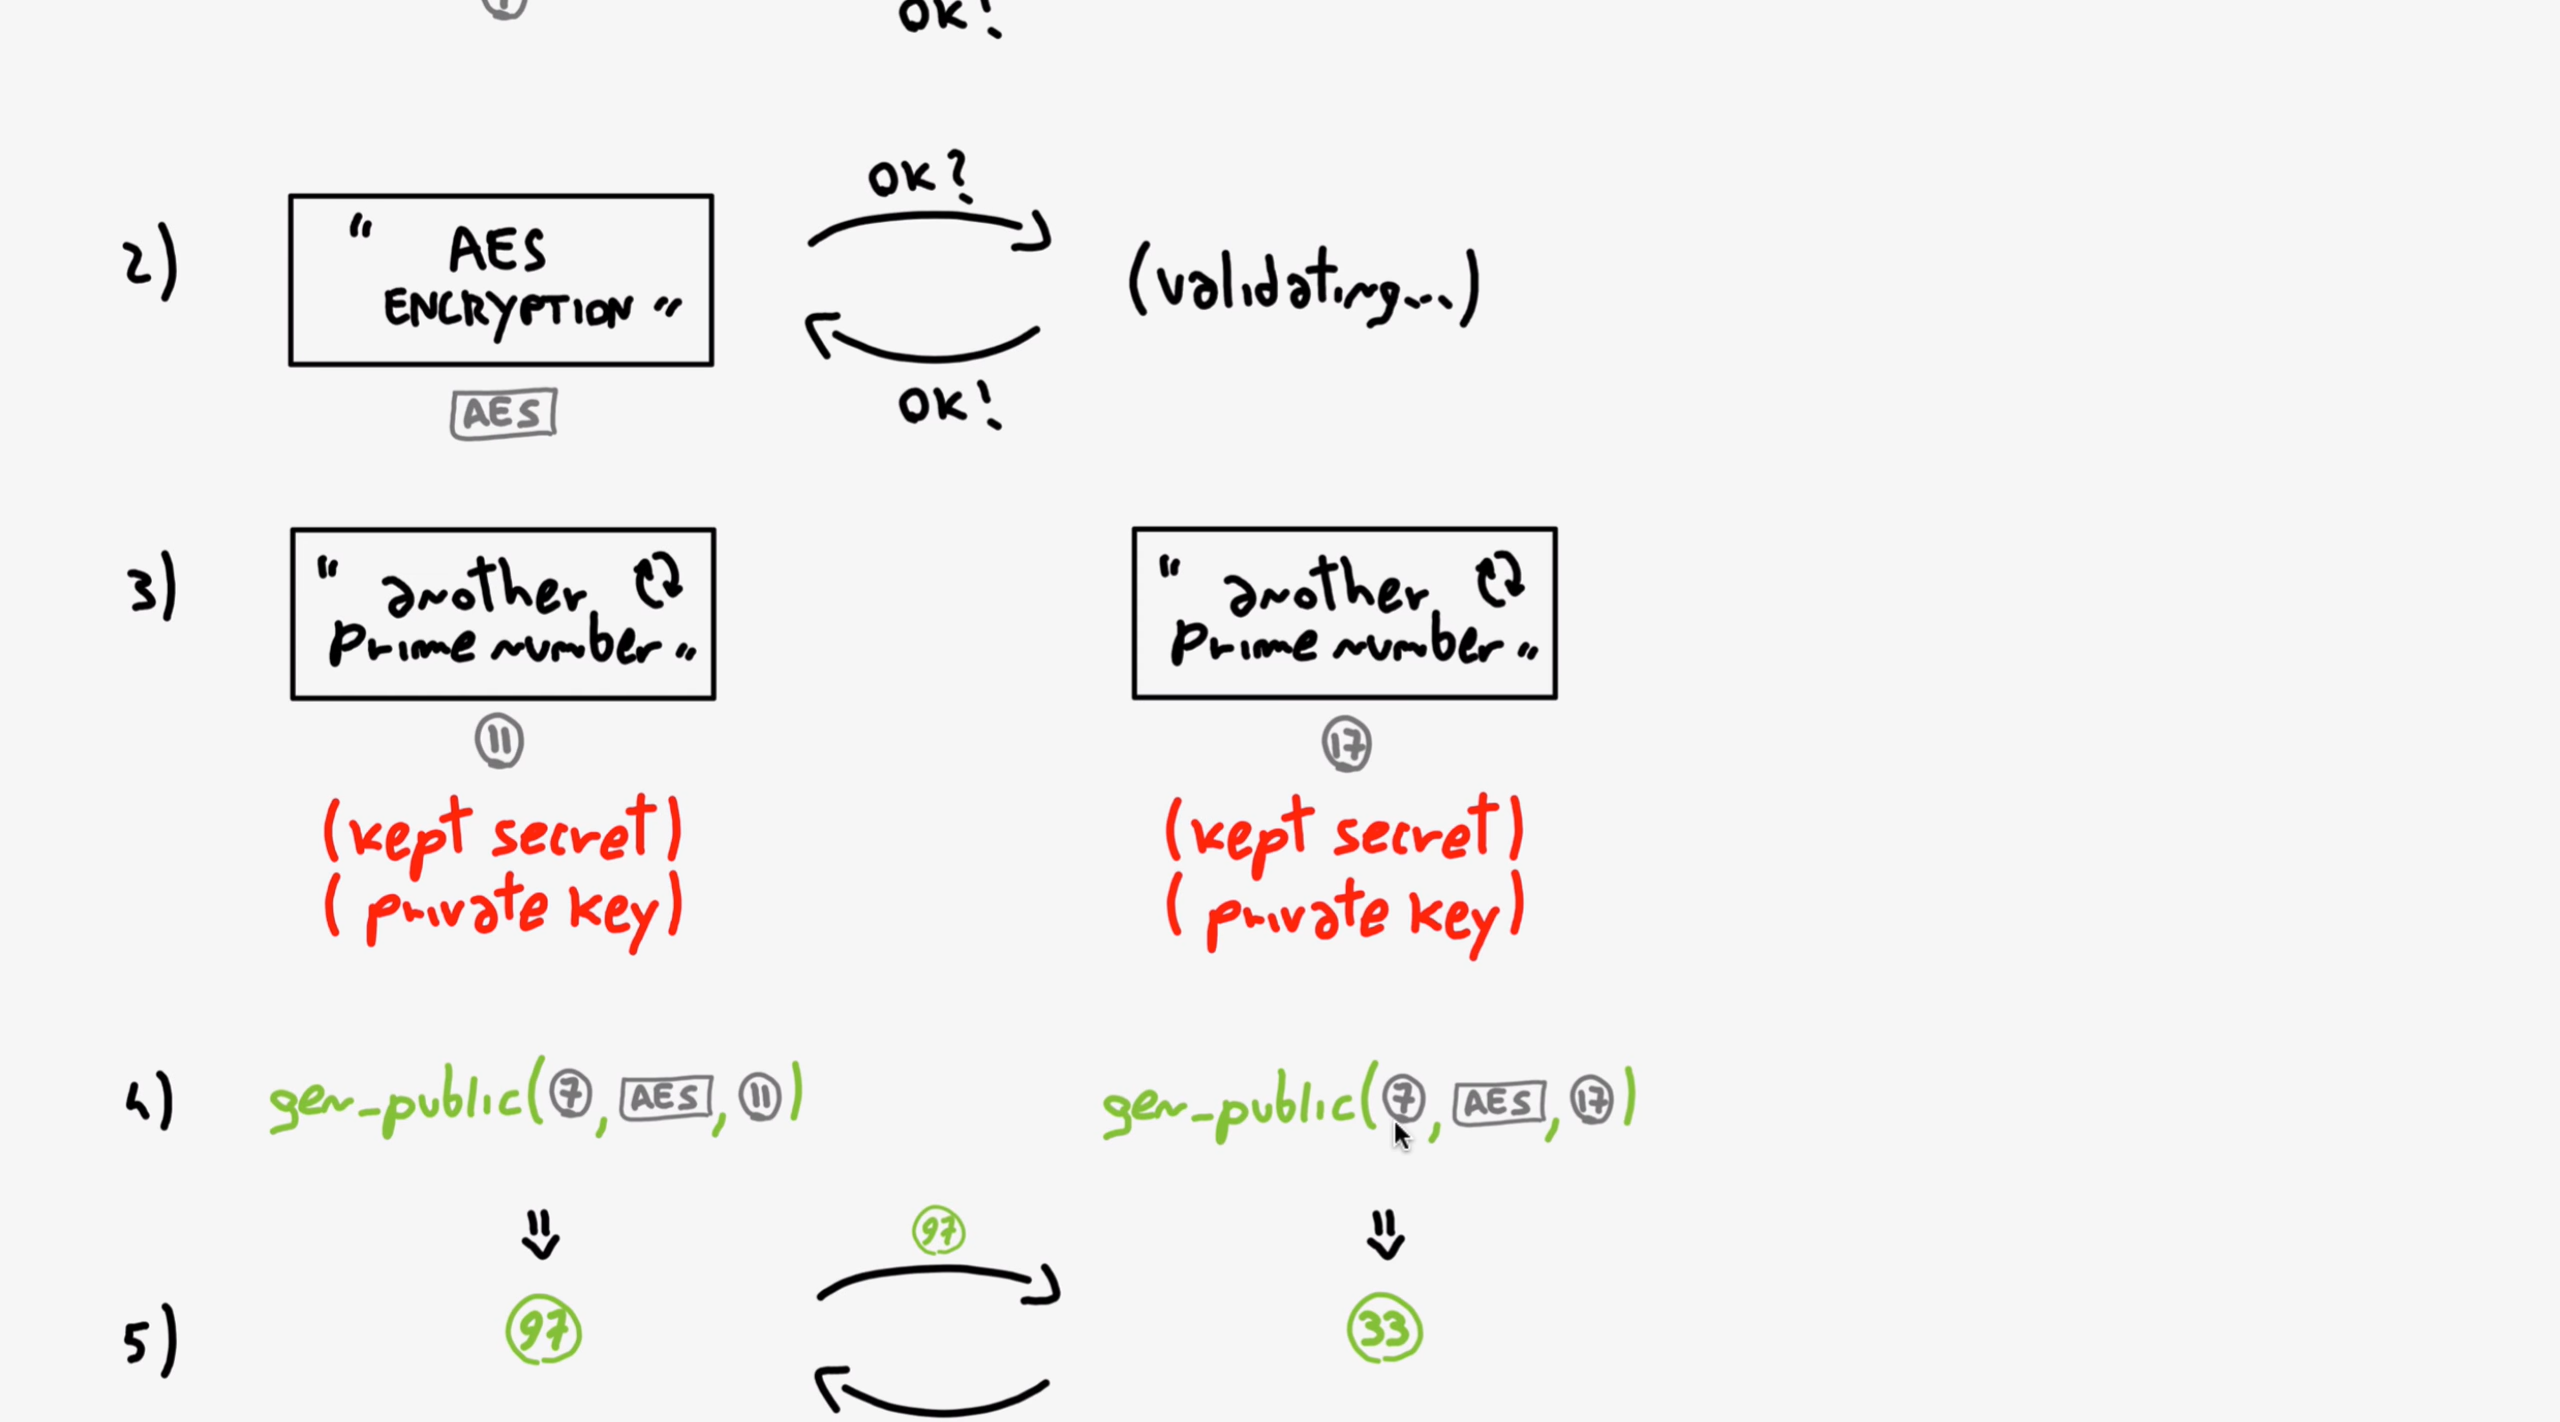 OK!
OK?
2)
" AES
ENCRYPTION "
(validating...)
OK!
AES
3)
" another
prime number "
" another
prime number "
11
17
(kept secret)
(private key)
(kept secret)
(private key)
4)
gen_public(7, AES, 11)
gen_public(7, AES, 17)
97
5)
97
33